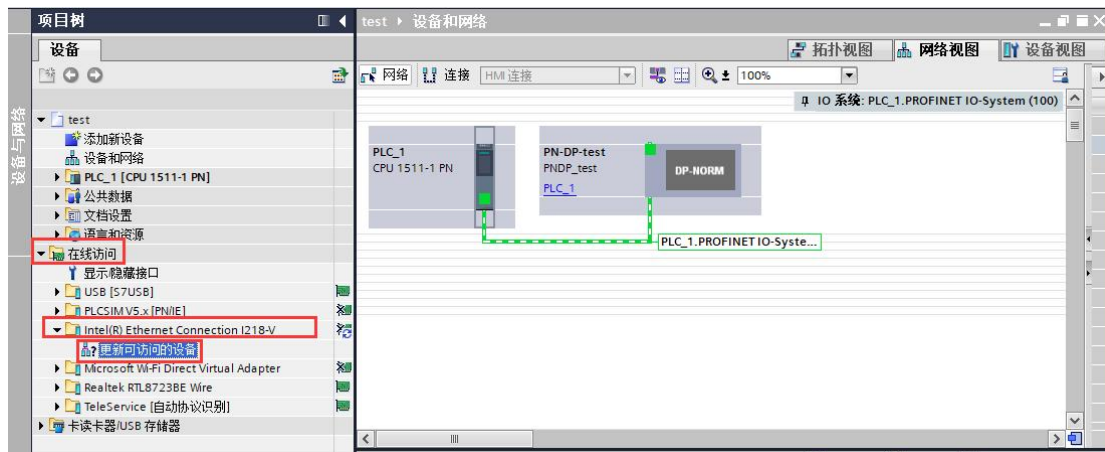 项目树
test ▸ 设备和网络
设备
拓扑视图
网络视图
设备视图
网络
连接
HMI 连接
100%
IO 系统: PLC_1.PROFINET IO-System (100)
设备与网络
test
添加新设备
设备和网络
PLC_1 [CPU 1511-1 PN]
公共数据
文档设置
语言和资源
在线访问
显示/隐藏接口
USB [S7USB]
PLCSIM V5.x [PN/IE]
Intel(R) Ethernet Connection I218-V
更新可访问的设备
Microsoft Wi-Fi Direct Virtual Adapter
Realtek RTL8723BE Wire
TeleService [自动协议识别]
读卡器/USB 存储器
PLC_1
CPU 1511-1 PN
PN-DP-test
PNDP_test
PLC_1
DP-NORM
PLC_1.PROFINET IO-Syste...